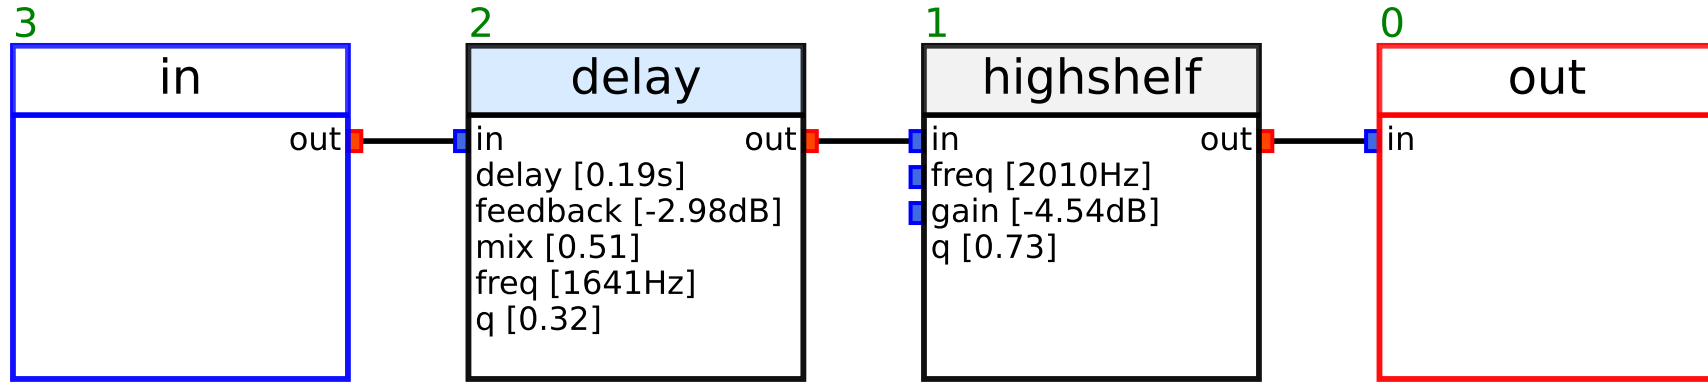 3
in
out
2
delay
in
out
delay [0.19s]
feedback [-2.98dB]
mix [0.51]
freq [1641Hz]
q [0.32]
1
highshelf
in
out
freq [2010Hz]
gain [-4.54dB]
q [0.73]
0
out
in